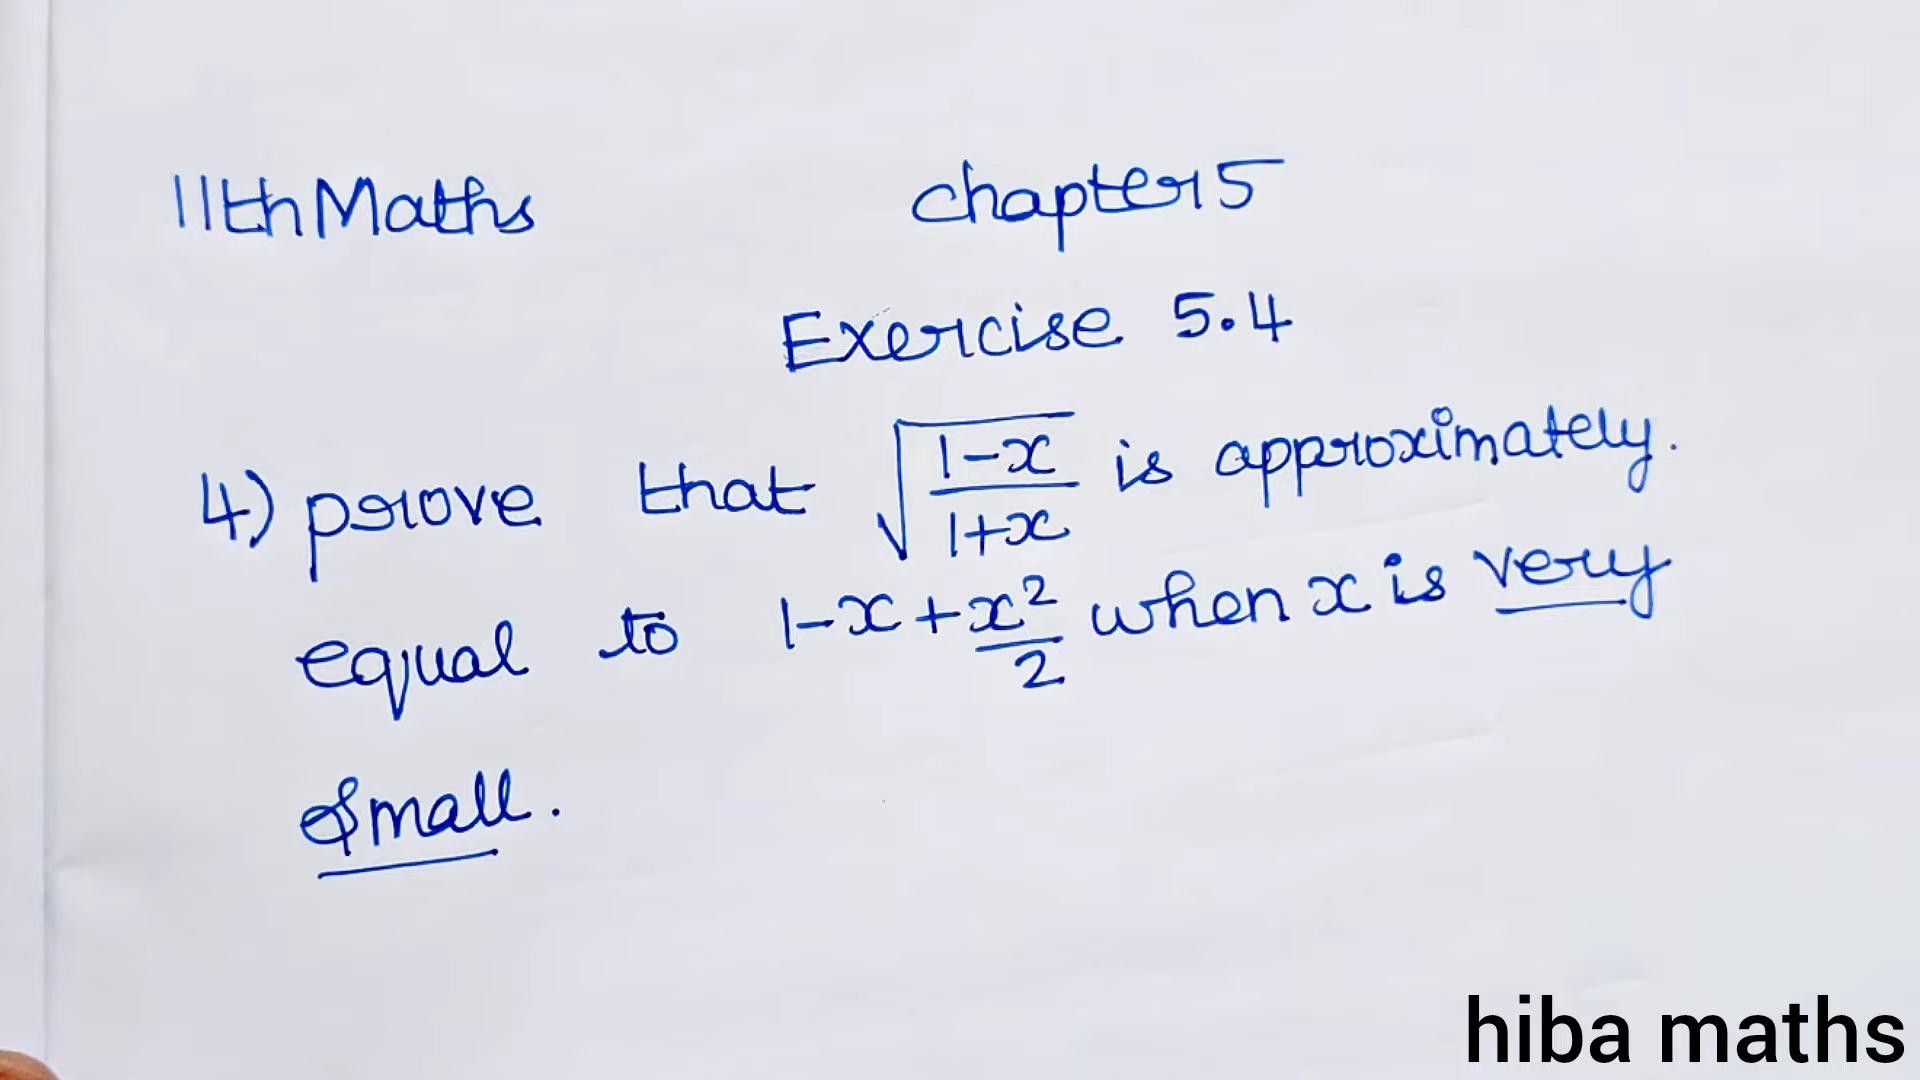 11th Maths chapter 5
Exercise 5.4
4) prove that √(1-x)/(1+x) is approximately.
equal to 1-x+x²/2 when x is very
small.
hiba maths